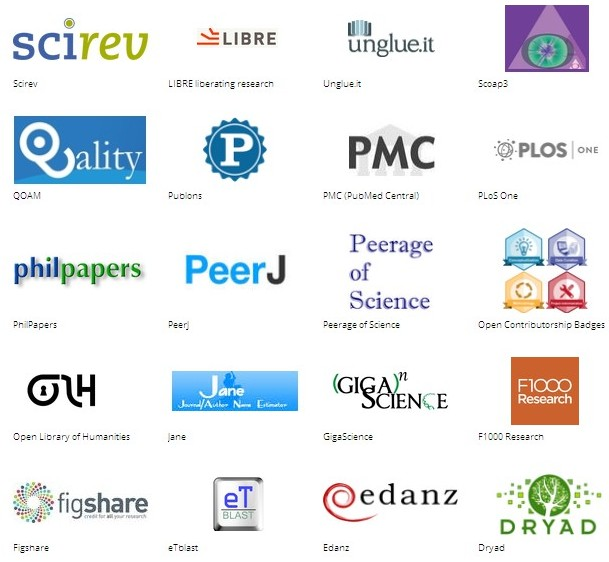 scirev
LIBRE
unglue.it
Scirev
LIBRE liberating research
Unglue.it
Scoap3
Qality
P
PMC
PLOS | ONE
QOAM
Publons
PMC (PubMed Central)
PLoS One
philpapers
PeerJ
Peerage
of
Science
PhilPapers
PeerJ
Peerage of Science
Open Contributorship Badges
OLH
Jane
Journal/Author Name Estimator
(GIGA)n
SCIENCE
F1000
Research
Open Library of Humanities
Jane
GigaScience
F1000 Research
figshare
credit for all your research
eT
BLAST
edanz
DRYAD
Figshare
eTblast
Edanz
Dryad